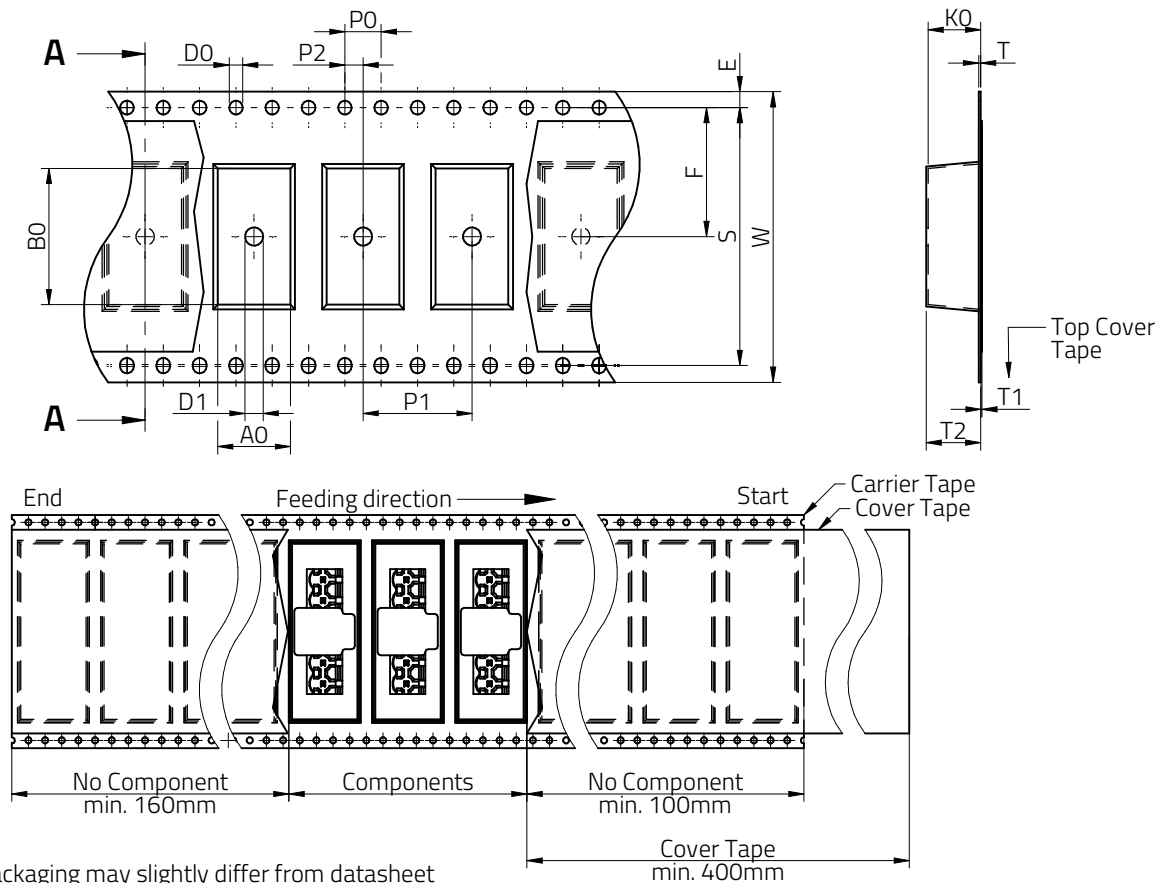 A
D0
P2
P0
E
K0
T
B0
F
S
W
Top Cover
Tape
A
D1
A0
P1
T1
T2
End
Feeding direction
Start
Carrier Tape
Cover Tape
No Component
min. 160mm
Components
No Component
min. 100mm
Cover Tape
min. 400mm
ackaging may slightly differ from datasheet